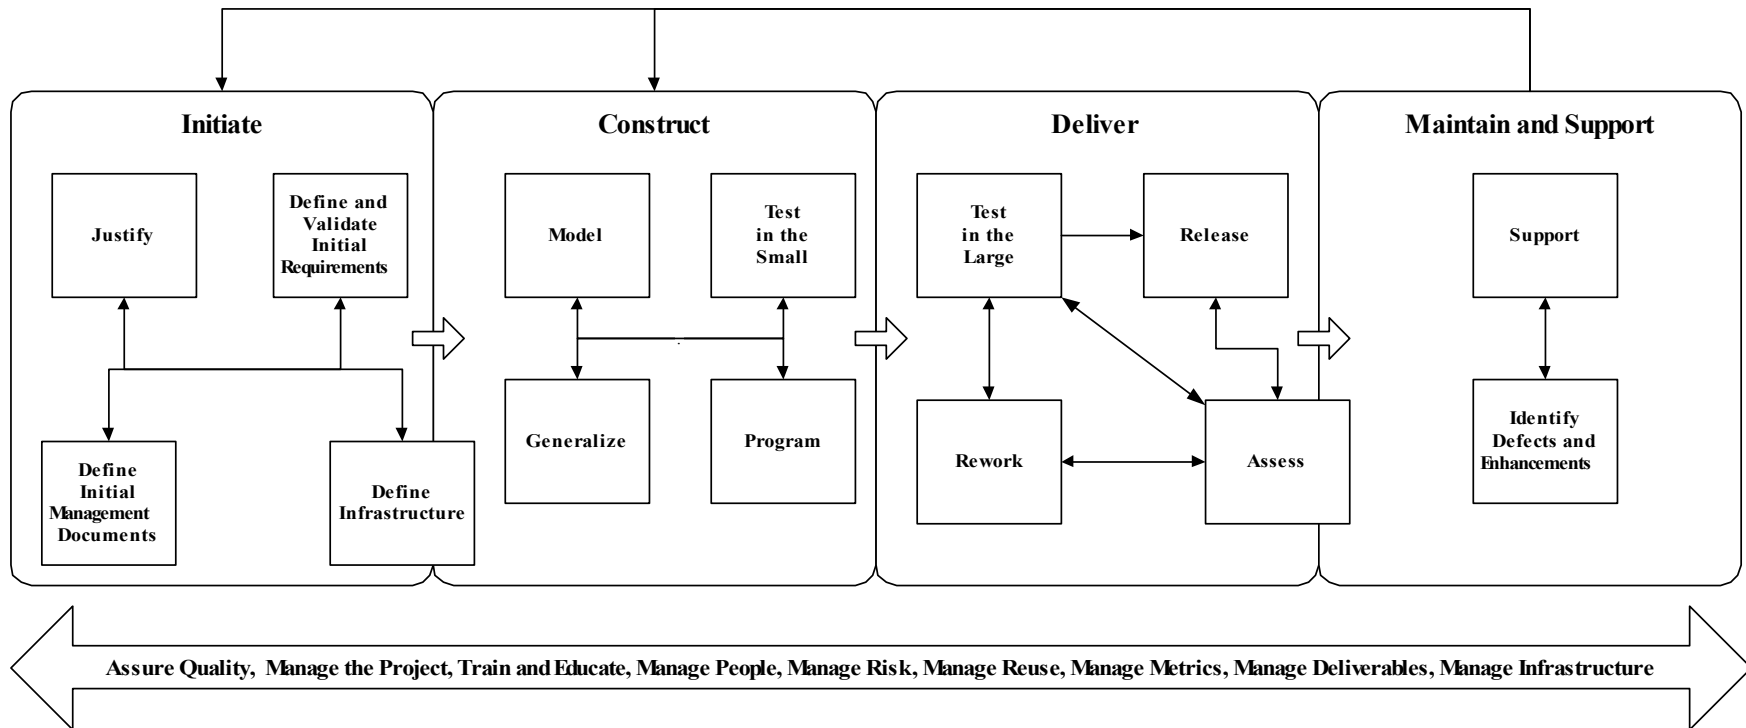 Initiate
Justify
Define and
Validate
Initial
Requirements
Define
Initial
Management
Documents
Define
Infrastructure
Construct
Model
Test
in the
Small
Generalize
Program
Deliver
Test
in the
Large
Release
Rework
Assess
Maintain and Support
Support
Identify
Defects and
Enhancements
Assure Quality, Manage the Project, Train and Educate, Manage People, Manage Risk, Manage Reuse, Manage Metrics, Manage Deliverables, Manage Infrastructure